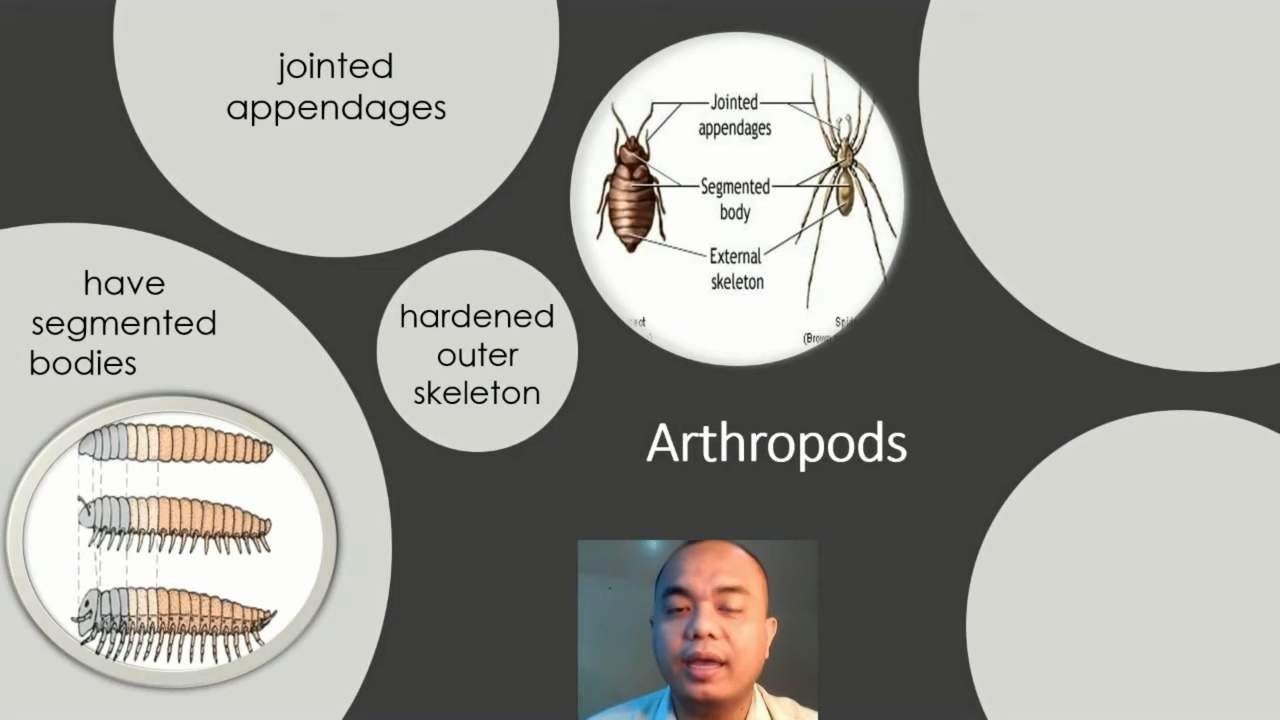 jointed
appendages
have
segmented
bodies
hardened
outer
skeleton
Jointed
appendages
Segmented
body
External
skeleton
Arthropods